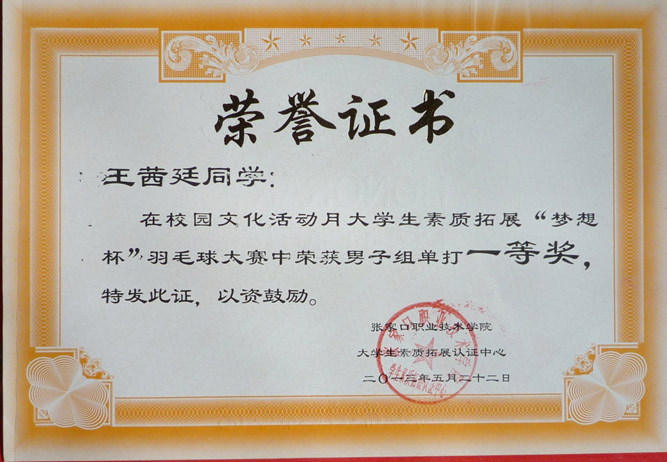 荣誉证书
王茜廷同学:
在校园文化活动月大学生素质拓展“梦想
杯”羽毛球大赛中荣获男子组单打一等奖,
特发此证,以资鼓励。
张家口职业技术学院
大学生素质拓展认证中心
二〇一三年五月二十二日